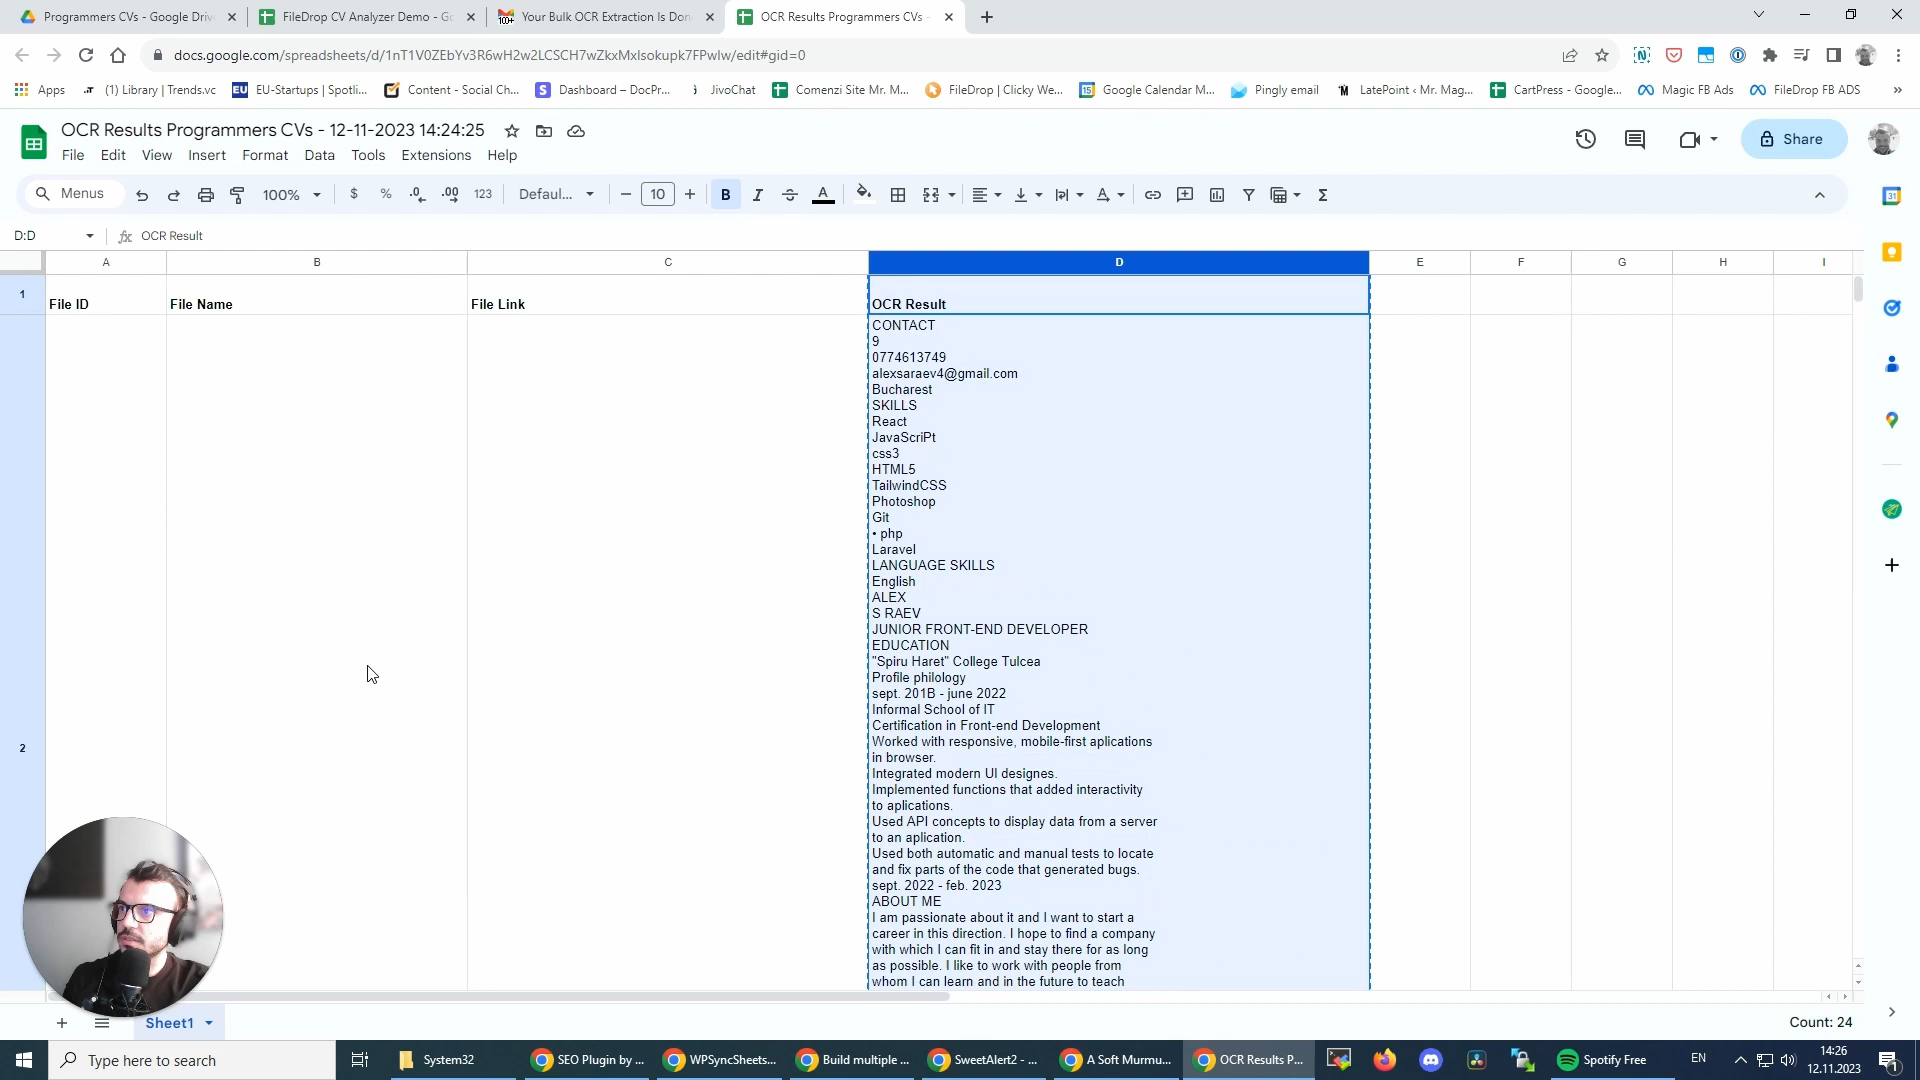 Programmers CVs - Google Driv
FileDrop CV Analyzer Demo - Go
Your Bulk OCR Extraction Is Don
OCR Results Programmers CVs -
docs.google.com/spreadsheets/d/1nT1V0ZEbYv3R6wH2w2LCSCH7wZkxMxlsokupk7FPwlw/edit#gid=0
Apps
(1) Library | Trends.vc
EU-Startups | Spotli...
Content - Social Ch...
Dashboard – DocPr...
JivoChat
Comenzi Site Mr. M...
FileDrop | Clicky We...
Google Calendar M...
Pingly email
LatePoint ‹ Mr. Mag...
CartPress - Google...
Magic FB Ads
FileDrop FB ADS
OCR Results Programmers CVs - 12-11-2023 14:24:25
Share
File Edit View Insert Format Data Tools Extensions Help
Menus 100% $ % .0 .00 123 Defaul... 10 B I
D:D OCR Result
A B C D E F G H I
1 File ID File Name File Link OCR Result
2
CONTACT
9
0774613749
alexsaraev4@gmail.com
Bucharest
SKILLS
React
JavaScriPt
css3
HTML5
TailwindCSS
Photoshop
Git
• php
Laravel
LANGUAGE SKILLS
English
ALEX
S RAEV
JUNIOR FRONT-END DEVELOPER
EDUCATION
"Spiru Haret" College Tulcea
Profile philology
sept. 201B - june 2022
Informal School of IT
Certification in Front-end Development
Worked with responsive, mobile-first aplications
in browser.
Integrated modern UI designes.
Implemented functions that added interactivity
to aplications.
Used API concepts to display data from a server
to an aplication.
Used both automatic and manual tests to locate
and fix parts of the code that generated bugs.
sept. 2022 - feb. 2023
ABOUT ME
I am passionate about it and I want to start a
career in this direction. I hope to find a company
with which I can fit in and stay there for as long
as possible. I like to work with people from
whom I can learn and in the future to teach
Sheet1
Count: 24
Type here to search
System32
SEO Plugin by ...
WPSyncSheets...
Build multiple ...
SweetAlert2 - ...
A Soft Murmu...
OCR Results P...
Spotify Free
EN
14:26
12.11.2023